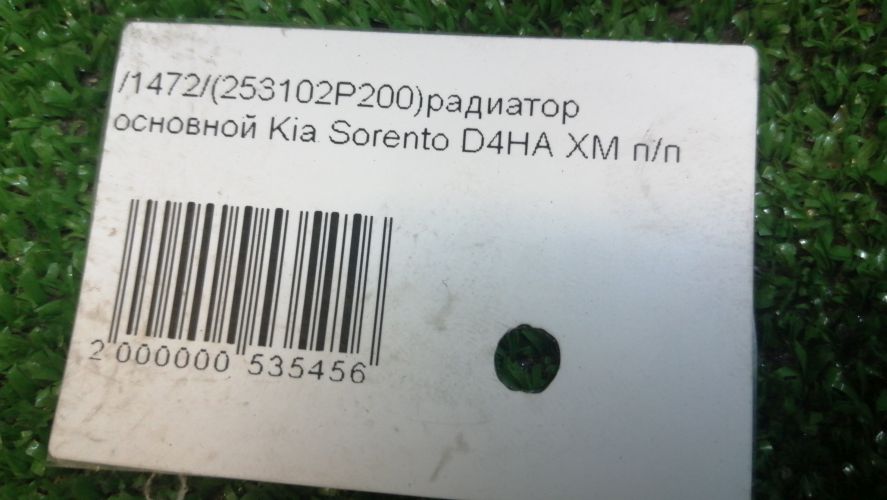 /1472/(253102P200)радиатор
основной Kia Sorento D4HA XM п/п
2 000000 535456